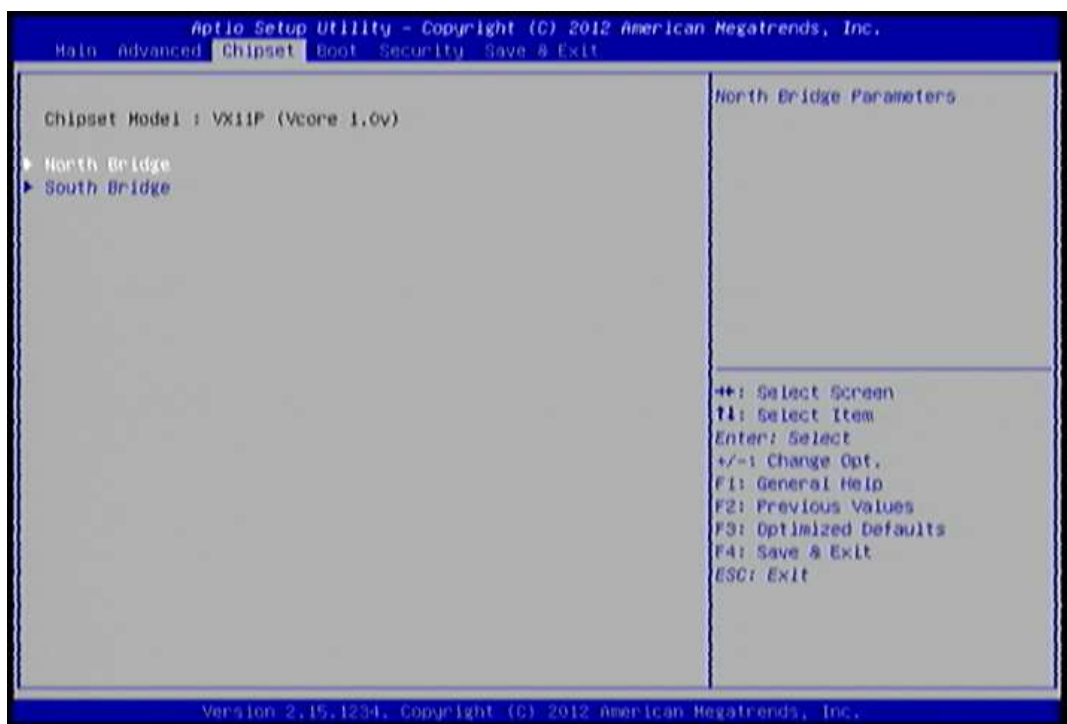 Aptio Setup Utility - Copyright (C) 2012 American Megatrends, Inc.
Main Advanced Chipset Boot Security Save & Exit
Chipset Model : VX11P (Vcore 1.0v)
North Bridge
South Bridge
North Bridge Parameters
→←: Select Screen
↑↓: Select Item
Enter: Select
+/-: Change Opt.
F1: General Help
F2: Previous Values
F3: Optimized Defaults
F4: Save & Exit
ESC: Exit
Version 2.15.1234. Copyright (C) 2012 American Megatrends, Inc.